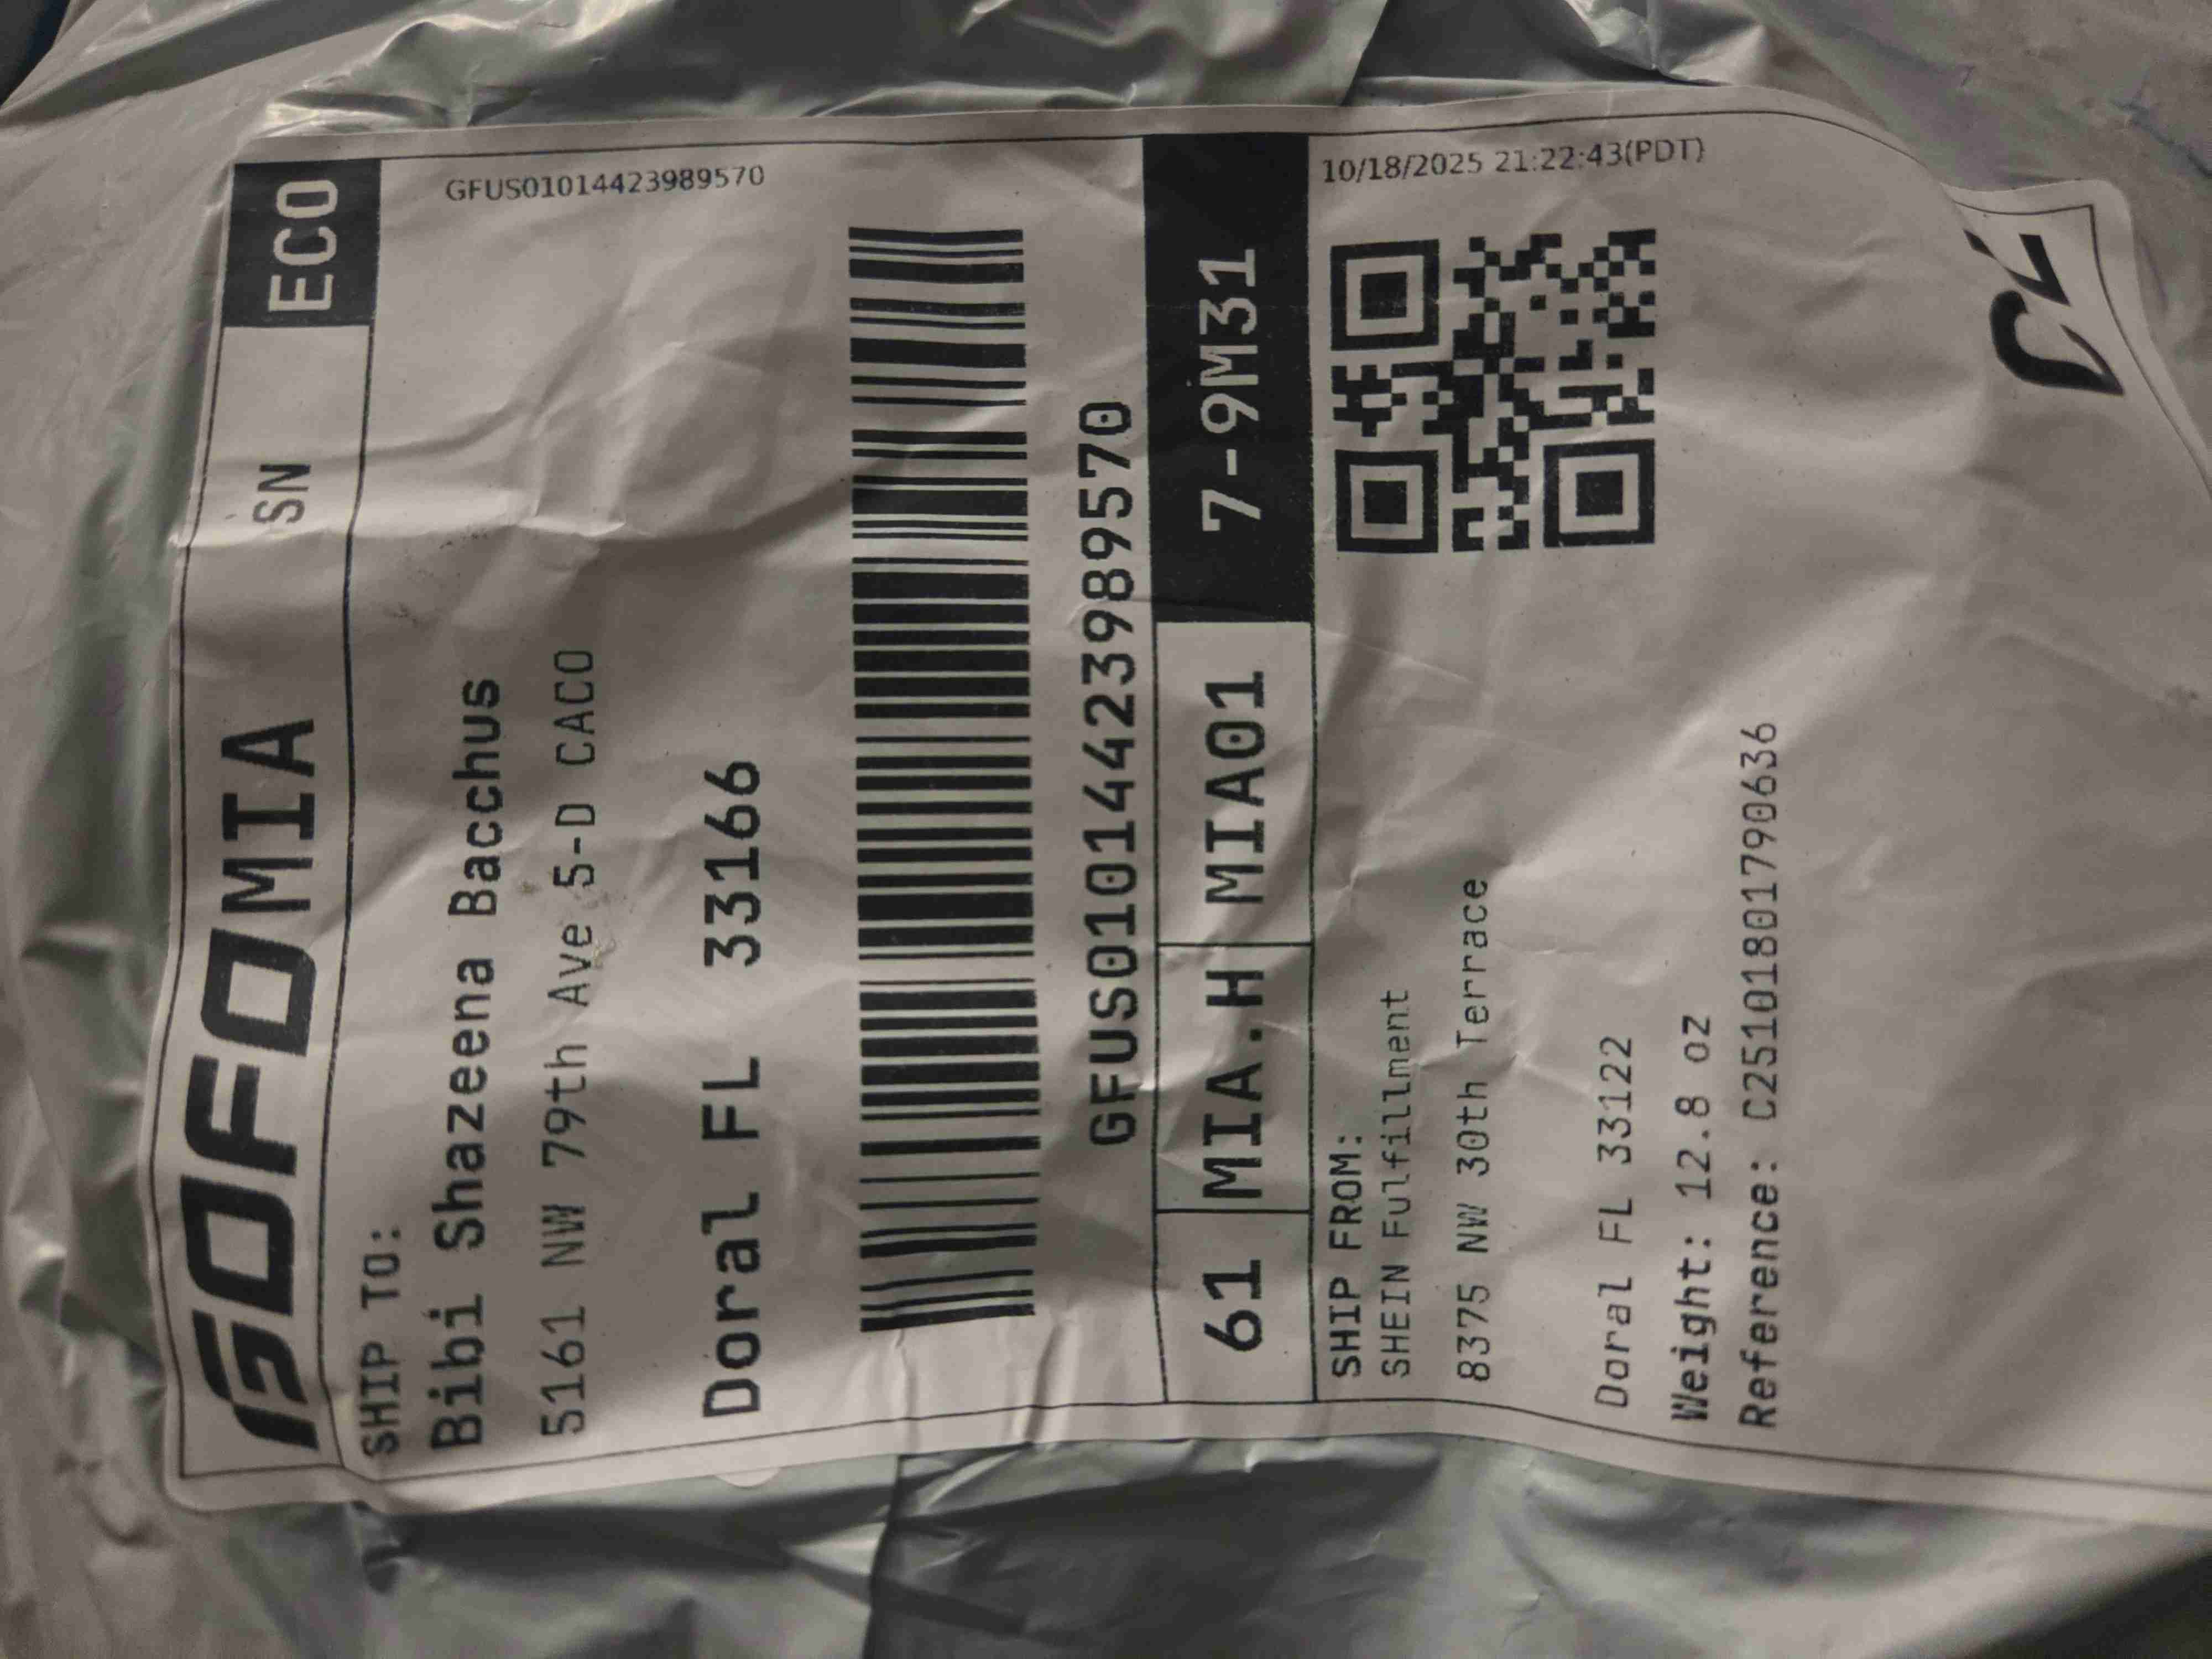 GOFO MIA SN ECO
SHIP TO:
GFUS01014423989570
Bibi Shazeena Bacchus
5161 NW 79th Ave 5-D CACO
Doral FL 33166
GFUS01014423989570
61 MIA.H MIA01 7-9M31
SHIP FROM:
10/18/2025 21:22:43(PDT)
SHEIN Fulfillment
8375 NW 30th Terrace
Doral FL 33122
Weight: 12.8 oz
Reference: C25101801790636